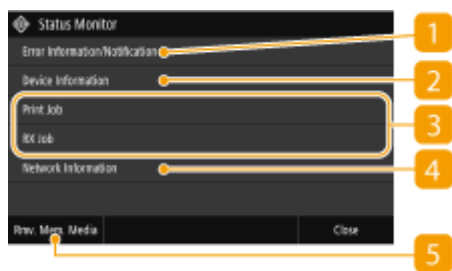 Status Monitor
Error Information/Notification
1
Device Information
2
Print Job
3
RX Job
Network Information
4
Rmv. Mem. Media
Close
5